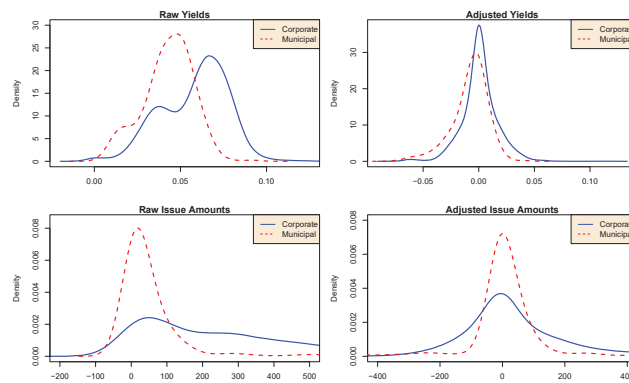 Raw Yields
Corporate
Municipal
Density
0 5 10 15 20 25 30
0.00 0.05 0.10
Adjusted Yields
Corporate
Municipal
Density
0 10 20 30
-0.05 0.00 0.05 0.10
Raw Issue Amounts
Corporate
Municipal
Density
0.000 0.002 0.004 0.006 0.008
-200 -100 0 100 200 300 400 500
Adjusted Issue Amounts
Corporate
Municipal
Density
0.000 0.002 0.004 0.006 0.008
-400 -200 0 200 400